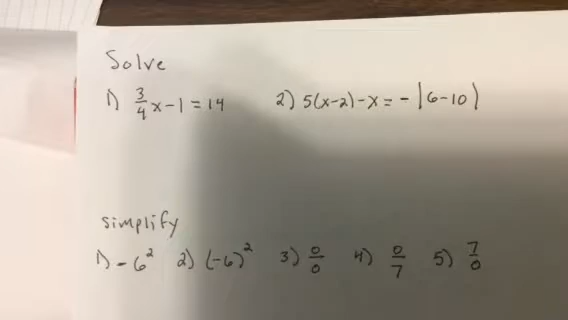 Solve
1) 3/4 x - 1 = 14 2) 5(x-2) - x = - |6-10|
simplify
1) -6² 2) (-6)² 3) 0/0 4) 0/7 5) 7/0